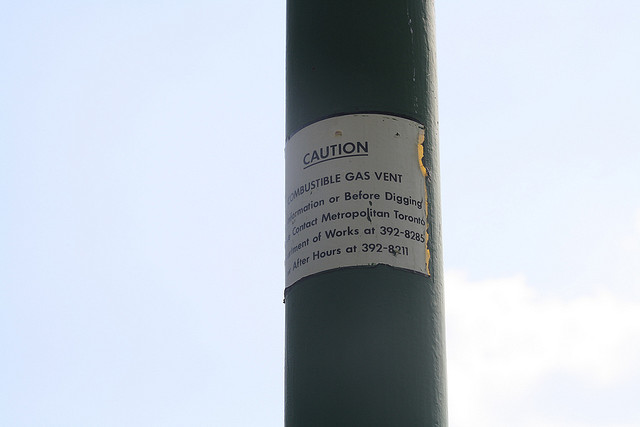 CAUTION
OMBUSTIBLE GAS VENT
formation or Before Digging
Contact Metropolitan Toronto
tment of Works at 392-8285
After Hours at 392-8211